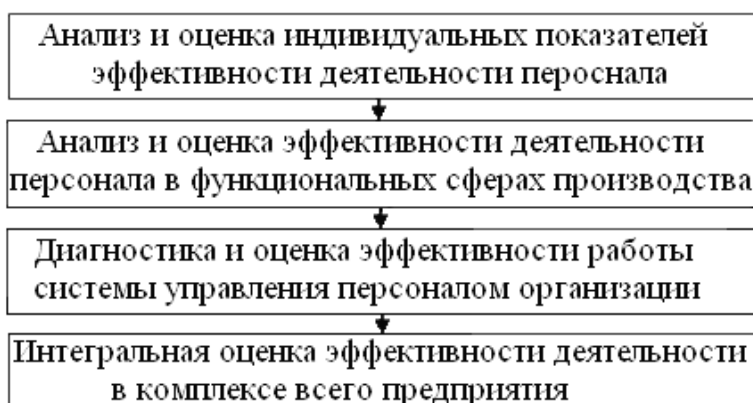 Анализ и оценка индивидуальных показателей
эффективности деятельности пероснала
Анализ и оценка эффективности деятельности
персонала в функциональных сферах производства
Диагностика и оценка эффективности работы
системы управления персоналом организации
Интегральная оценка эффективности деятельности
в комплексе всего предприятия